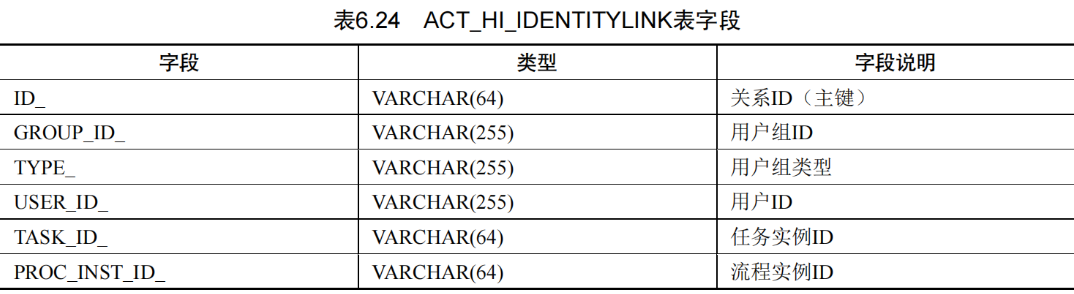 表6.24 ACT_HI_IDENTITYLINK表字段
字段 类型 字段说明
ID_ VARCHAR(64) 关系ID（主键）
GROUP_ID_ VARCHAR(255) 用户组ID
TYPE_ VARCHAR(255) 用户组类型
USER_ID_ VARCHAR(255) 用户ID
TASK_ID_ VARCHAR(64) 任务实例ID
PROC_INST_ID_ VARCHAR(64) 流程实例ID